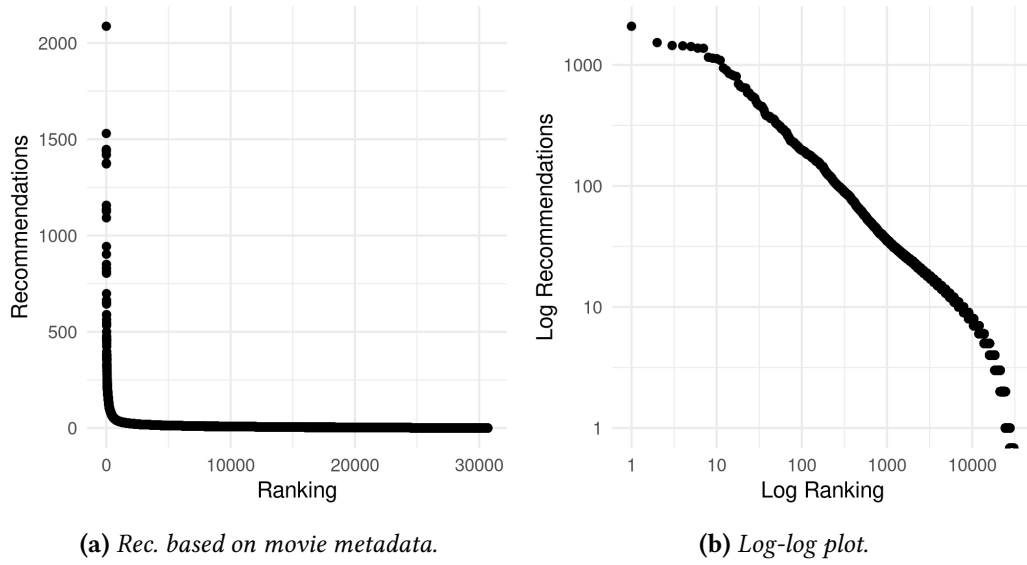 2000
1500
1000
500
0
Recommendations
0 10000 20000 30000
Ranking
1000
100
10
1
Log Recommendations
1 10 100 1000 10000
Log Ranking
(a) Rec. based on movie metadata.
(b) Log-log plot.